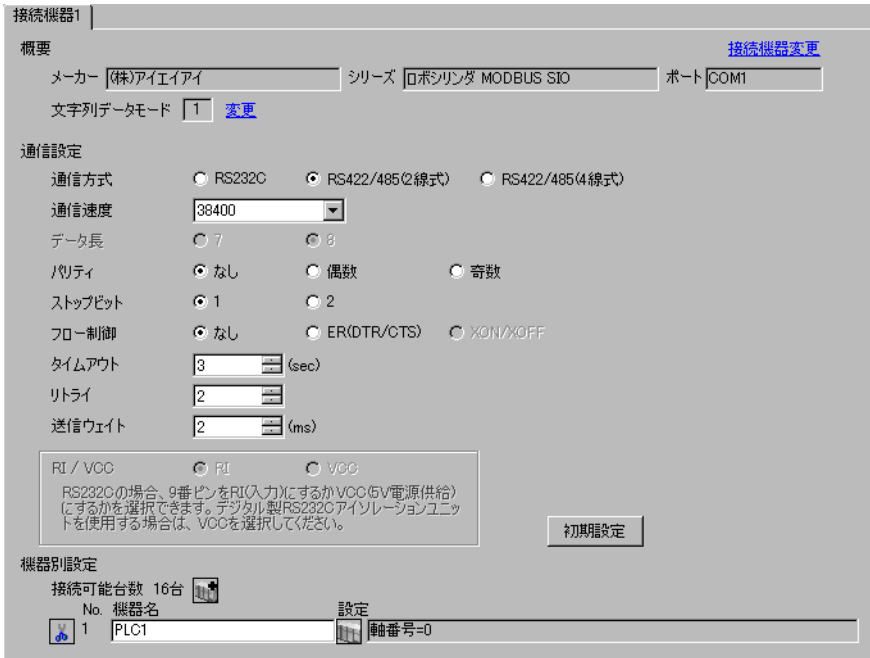 接続機器1
概要 接続機器変更
メーカー (株)アイエイアイ シリーズ ロボシリンダ MODBUS SIO ポート COM1
文字列データモード 1 変更
通信設定
通信方式 RS232C RS422/485(2線式) RS422/485(4線式)
通信速度 38400
データ長 7 8
パリティ なし 偶数 奇数
ストップビット 1 2
フロー制御 なし ER(DTR/CTS) XON/XOFF
タイムアウト 3 (sec)
リトライ 2
送信ウェイト 2 (ms)
RI / VCC RI VCC
RS232Cの場合、9番ピンをRI(入力)にするかVCC(5V電源供給)
にするかを選択できます。デジタル製RS232Cアイソレーションユニッ
トを使用する場合は、VCCを選択してください。
初期設定
機器別設定
接続可能台数 16台
No. 機器名 設定
1 PLC1 軸番号=0